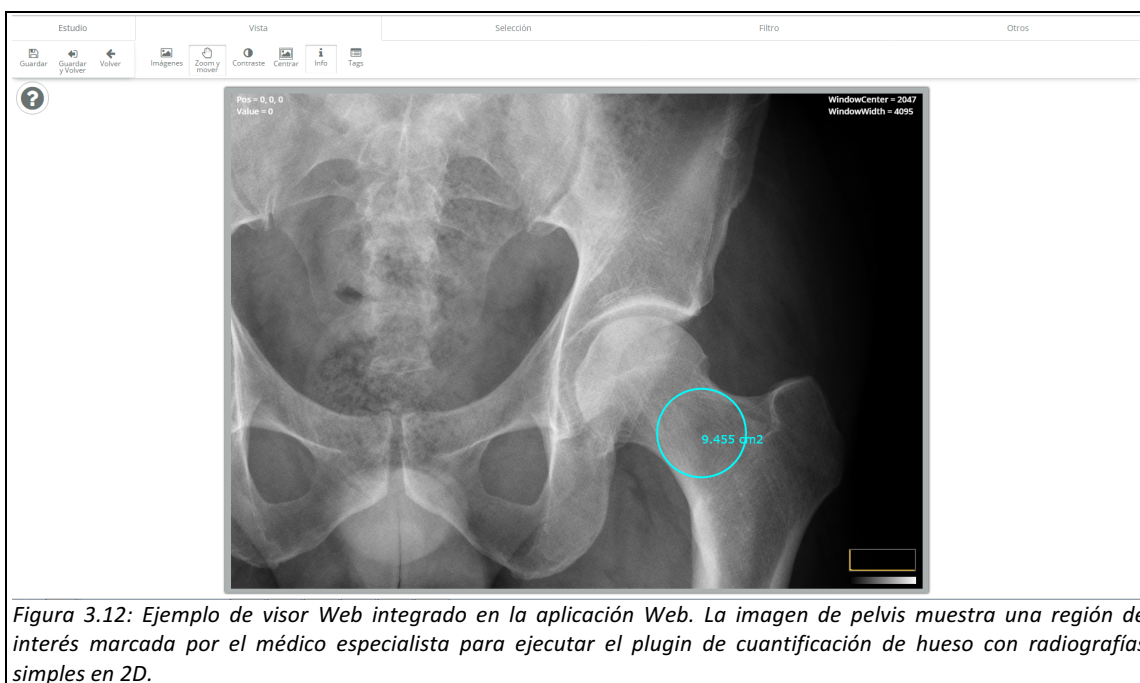 Estudio Vista Selección Filtro Otros
Guardar Guardar y Volver Volver Imágenes Zoom y mover Contraste Centrar Info Tags
?
Pos = 0, 0, 0
Value = 0
WindowCenter = 2047
WindowWidth = 4095
9.455 cm2
Figura 3.12: Ejemplo de visor Web integrado en la aplicación Web. La imagen de pelvis muestra una región de
interés marcada por el médico especialista para ejecutar el plugin de cuantificación de hueso con radiografías
simples en 2D.